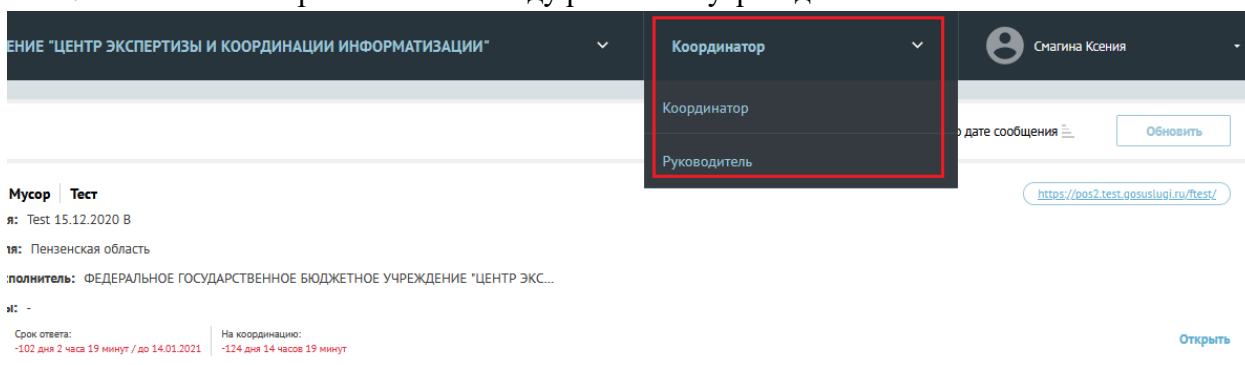 ЕНИЕ "ЦЕНТР ЭКСПЕРТИЗЫ И КООРДИНАЦИИ ИНФОРМАТИЗАЦИИ" Координатор Смагина Ксения
Координатор
дате сообщения Обновить
Руководитель
Мусор Тест https://pos2.test.gosuslugi.ru/ftest/
я: Test 15.12.2020 В
ия: Пензенская область
сполнитель: ФЕДЕРАЛЬНОЕ ГОСУДАРСТВЕННОЕ БЮДЖЕТНОЕ УЧРЕЖДЕНИЕ "ЦЕНТР ЭКС...
ы: -
Срок ответа: На координацию:
-102 дня 2 часа 19 минут / до 14.01.2021 -124 дня 14 часов 19 минут
Открыть